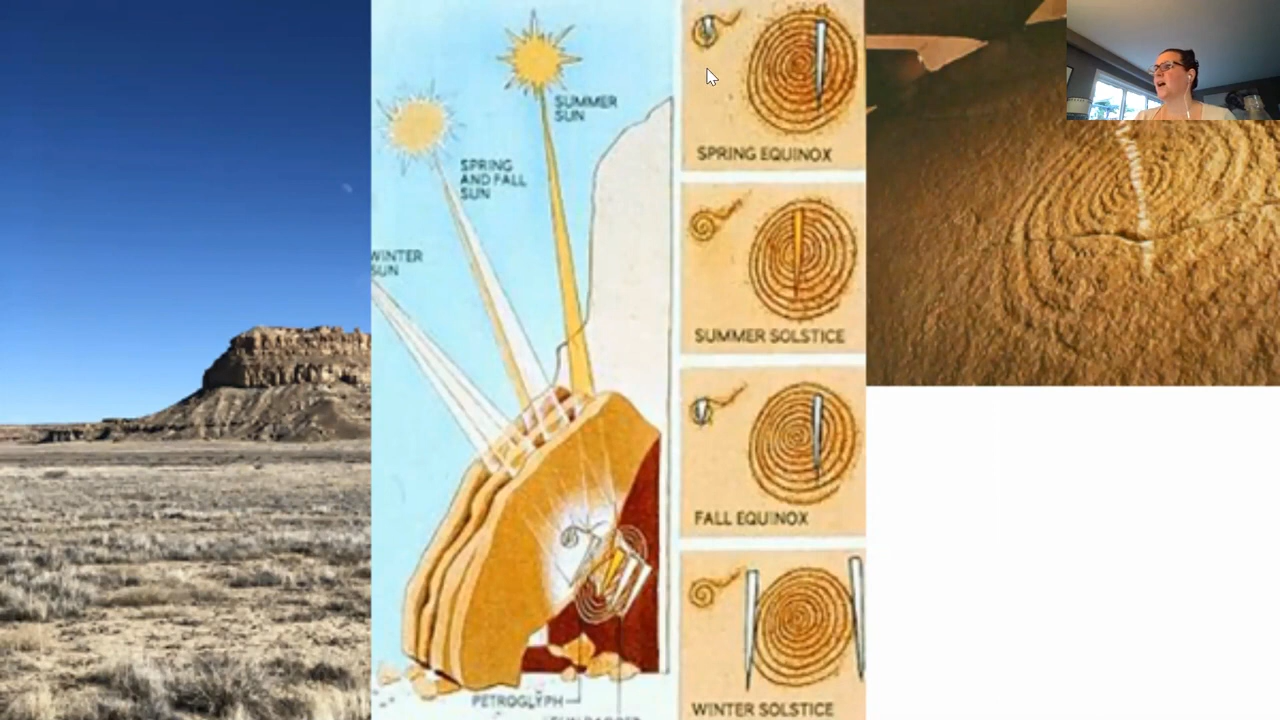 SUMMER
SUN
SPRING
AND FALL
SUN
WINTER
SUN
PETROGLYPH
SPRING EQUINOX
SUMMER SOLSTICE
FALL EQUINOX
WINTER SOLSTICE